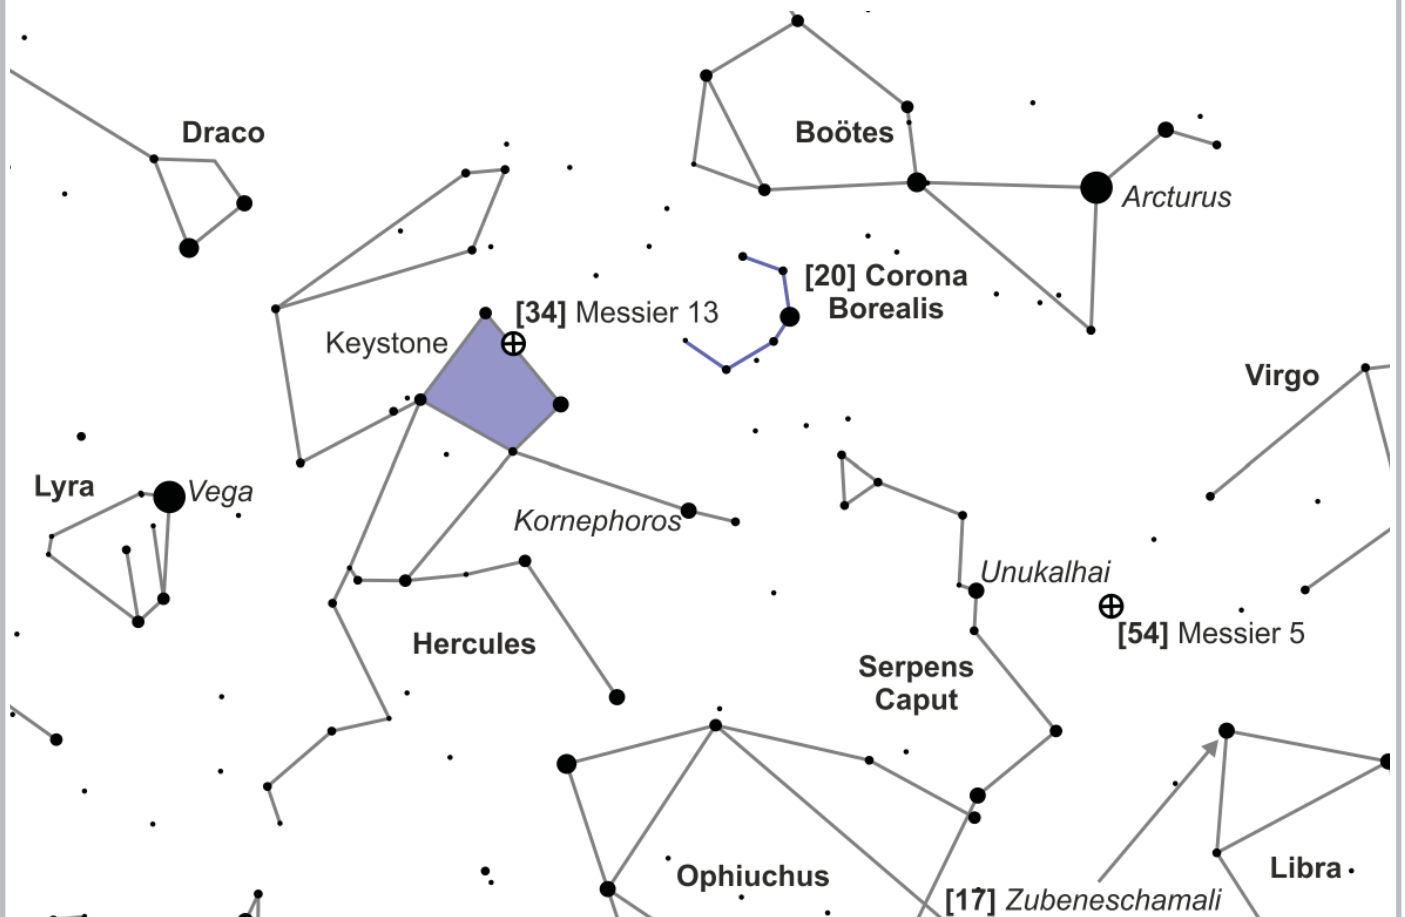 Draco
Boötes
Arcturus
[20] Corona
Borealis
[34] Messier 13
Keystone
Virgo
Lyra
Vega
Kornephoros
Unukalhai
[54] Messier 5
Hercules
Serpens
Caput
Ophiuchus
Libra
[17] Zubeneschamali